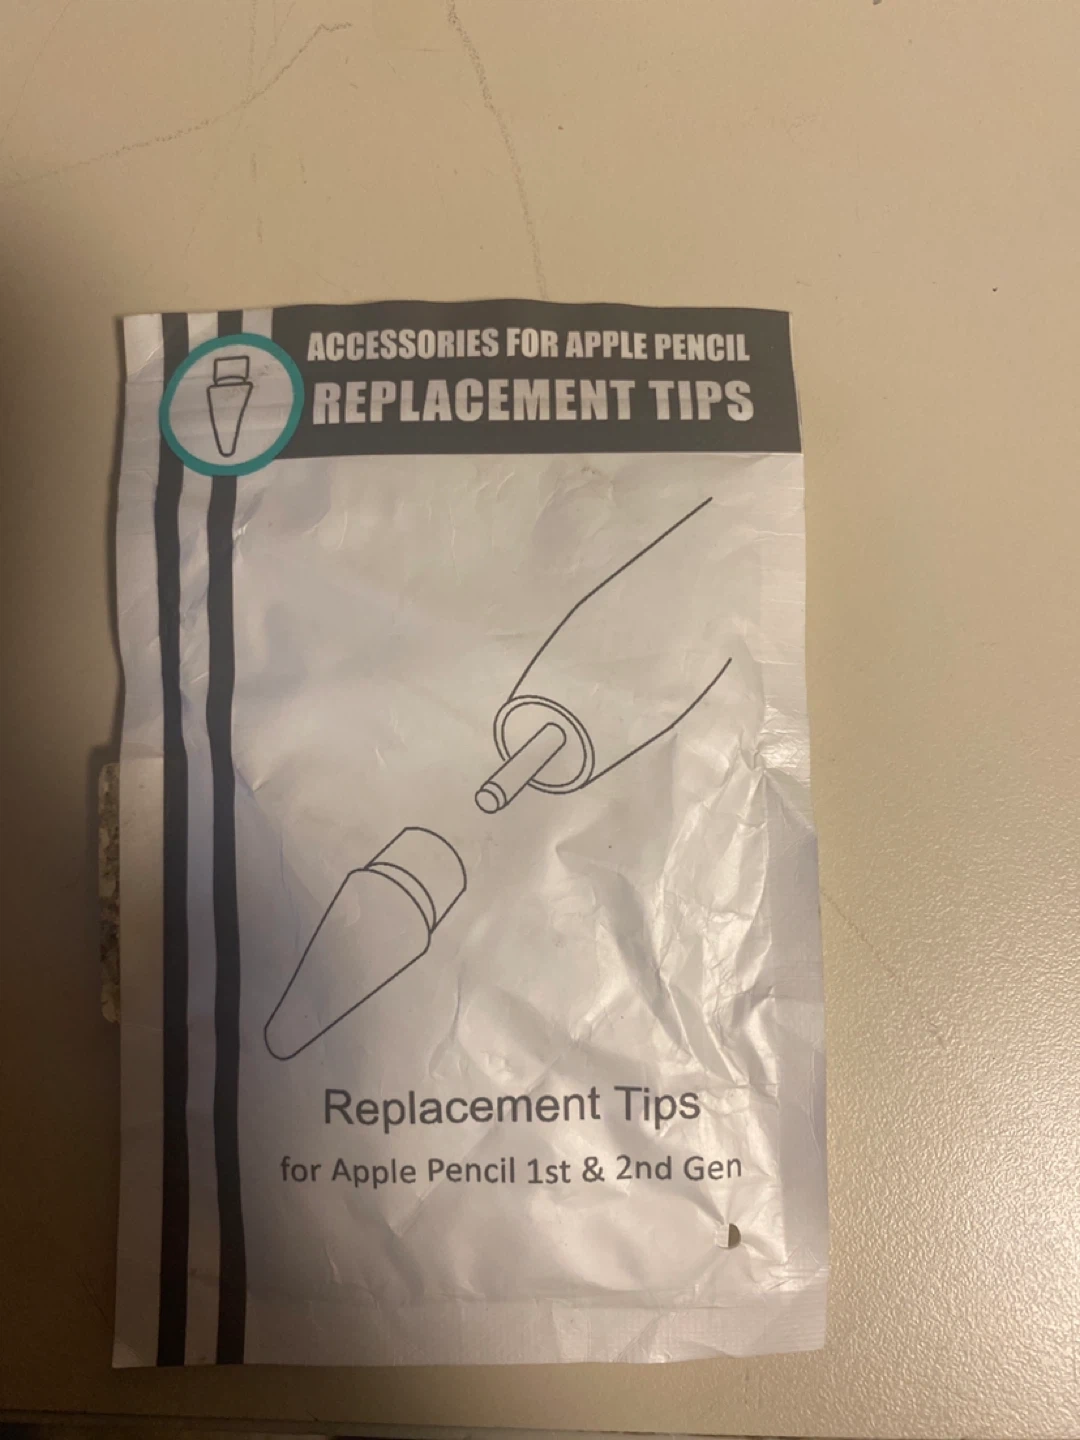 ACCESSORIES FOR APPLE PENCIL
REPLACEMENT TIPS
Replacement Tips
for Apple Pencil 1st & 2nd Gen